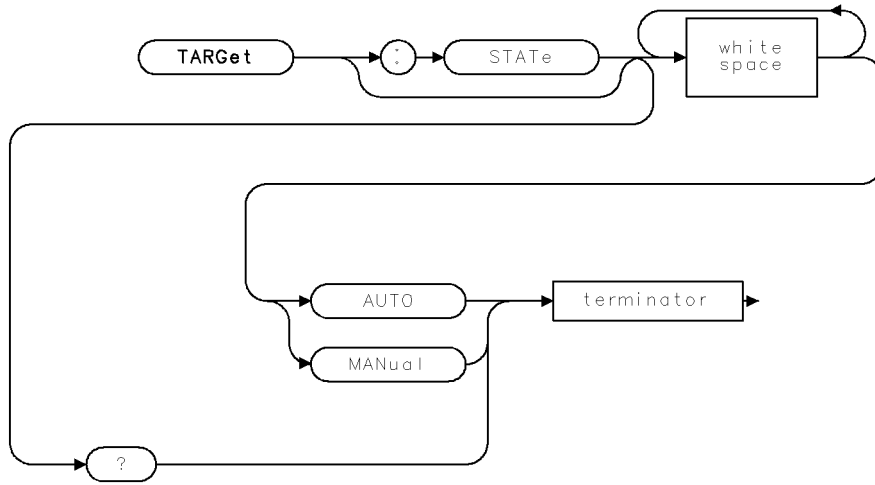 TARGet
:
STATe
white
space
AUTO
MANual
terminator
?